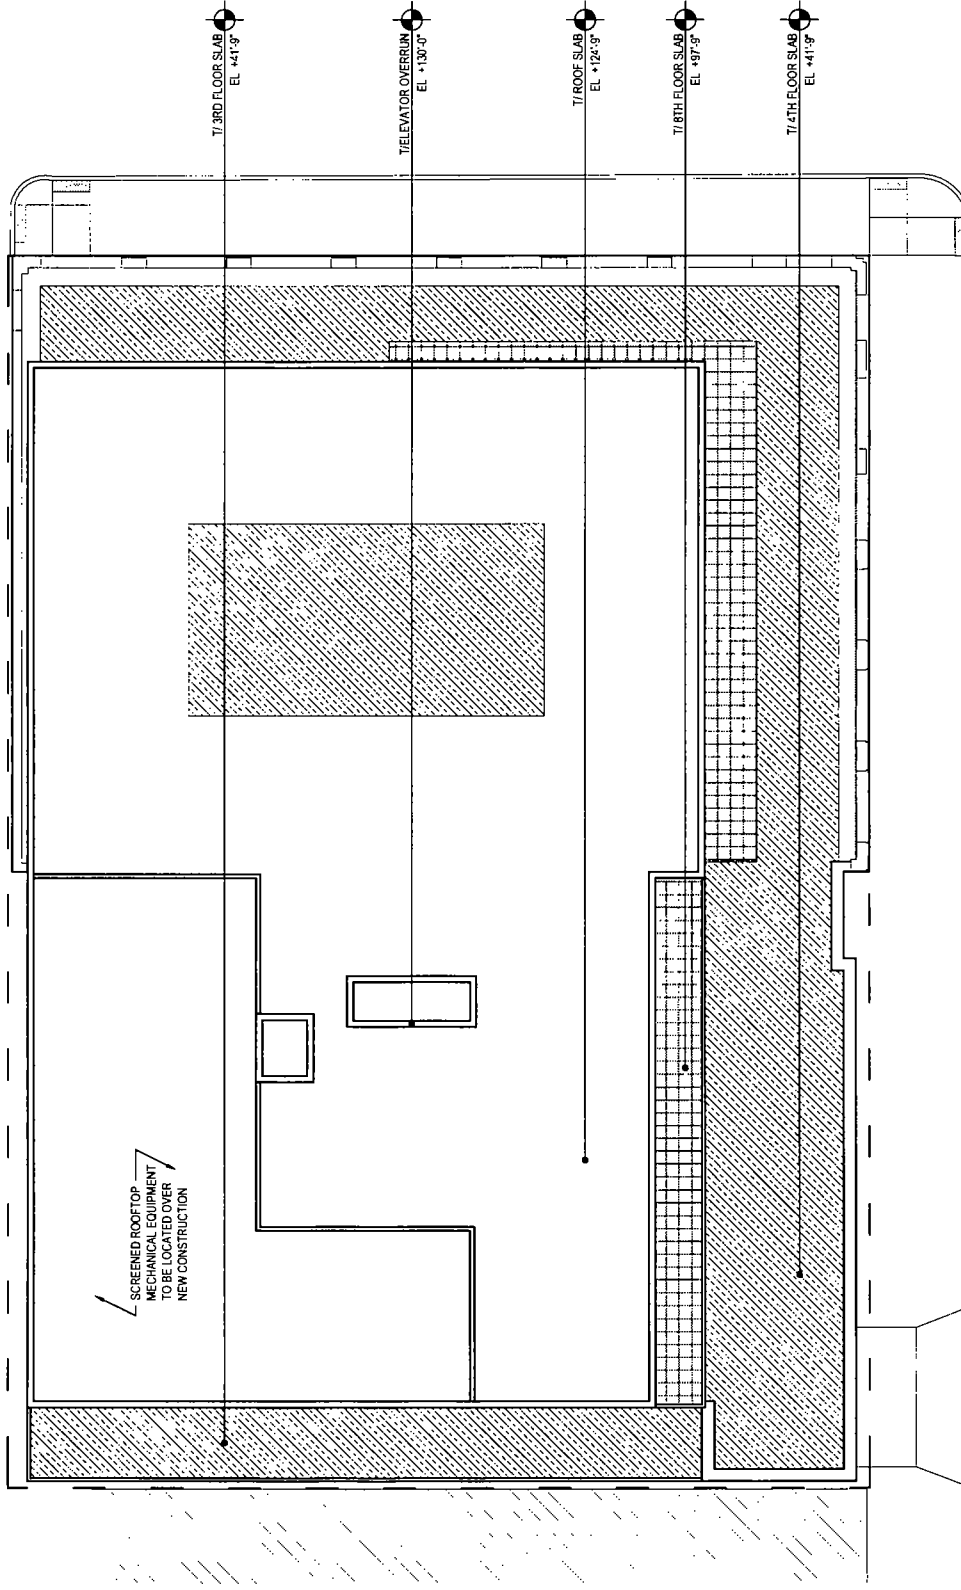 T/ 3RD FLOOR SLAB
EL +41'-9"
T/ELEVATOR OVERRUN
EL +130'-0"
T/ ROOF SLAB
EL +124'-9"
T/ 8TH FLOOR SLAB
EL +97'-9"
T/ 4TH FLOOR SLAB
EL +41'-9"
SCREENED ROOFTOP
MECHANICAL EQUIPMENT
TO BE LOCATED OVER
NEW CONSTRUCTION